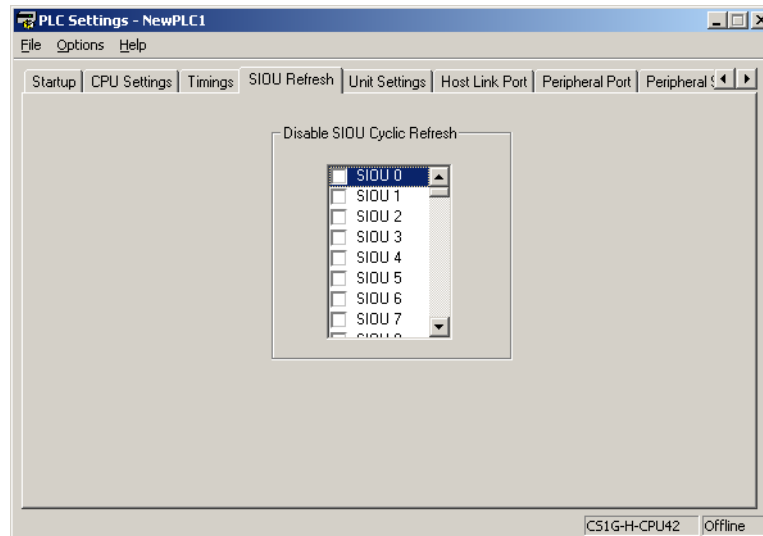 PLC Settings - NewPLC1
File Options Help
Startup CPU Settings Timings SIOU Refresh Unit Settings Host Link Port Peripheral Port Peripheral
Disable SIOU Cyclic Refresh
SIOU 0
SIOU 1
SIOU 2
SIOU 3
SIOU 4
SIOU 5
SIOU 6
SIOU 7
CS1G-H-CPU42 Offline